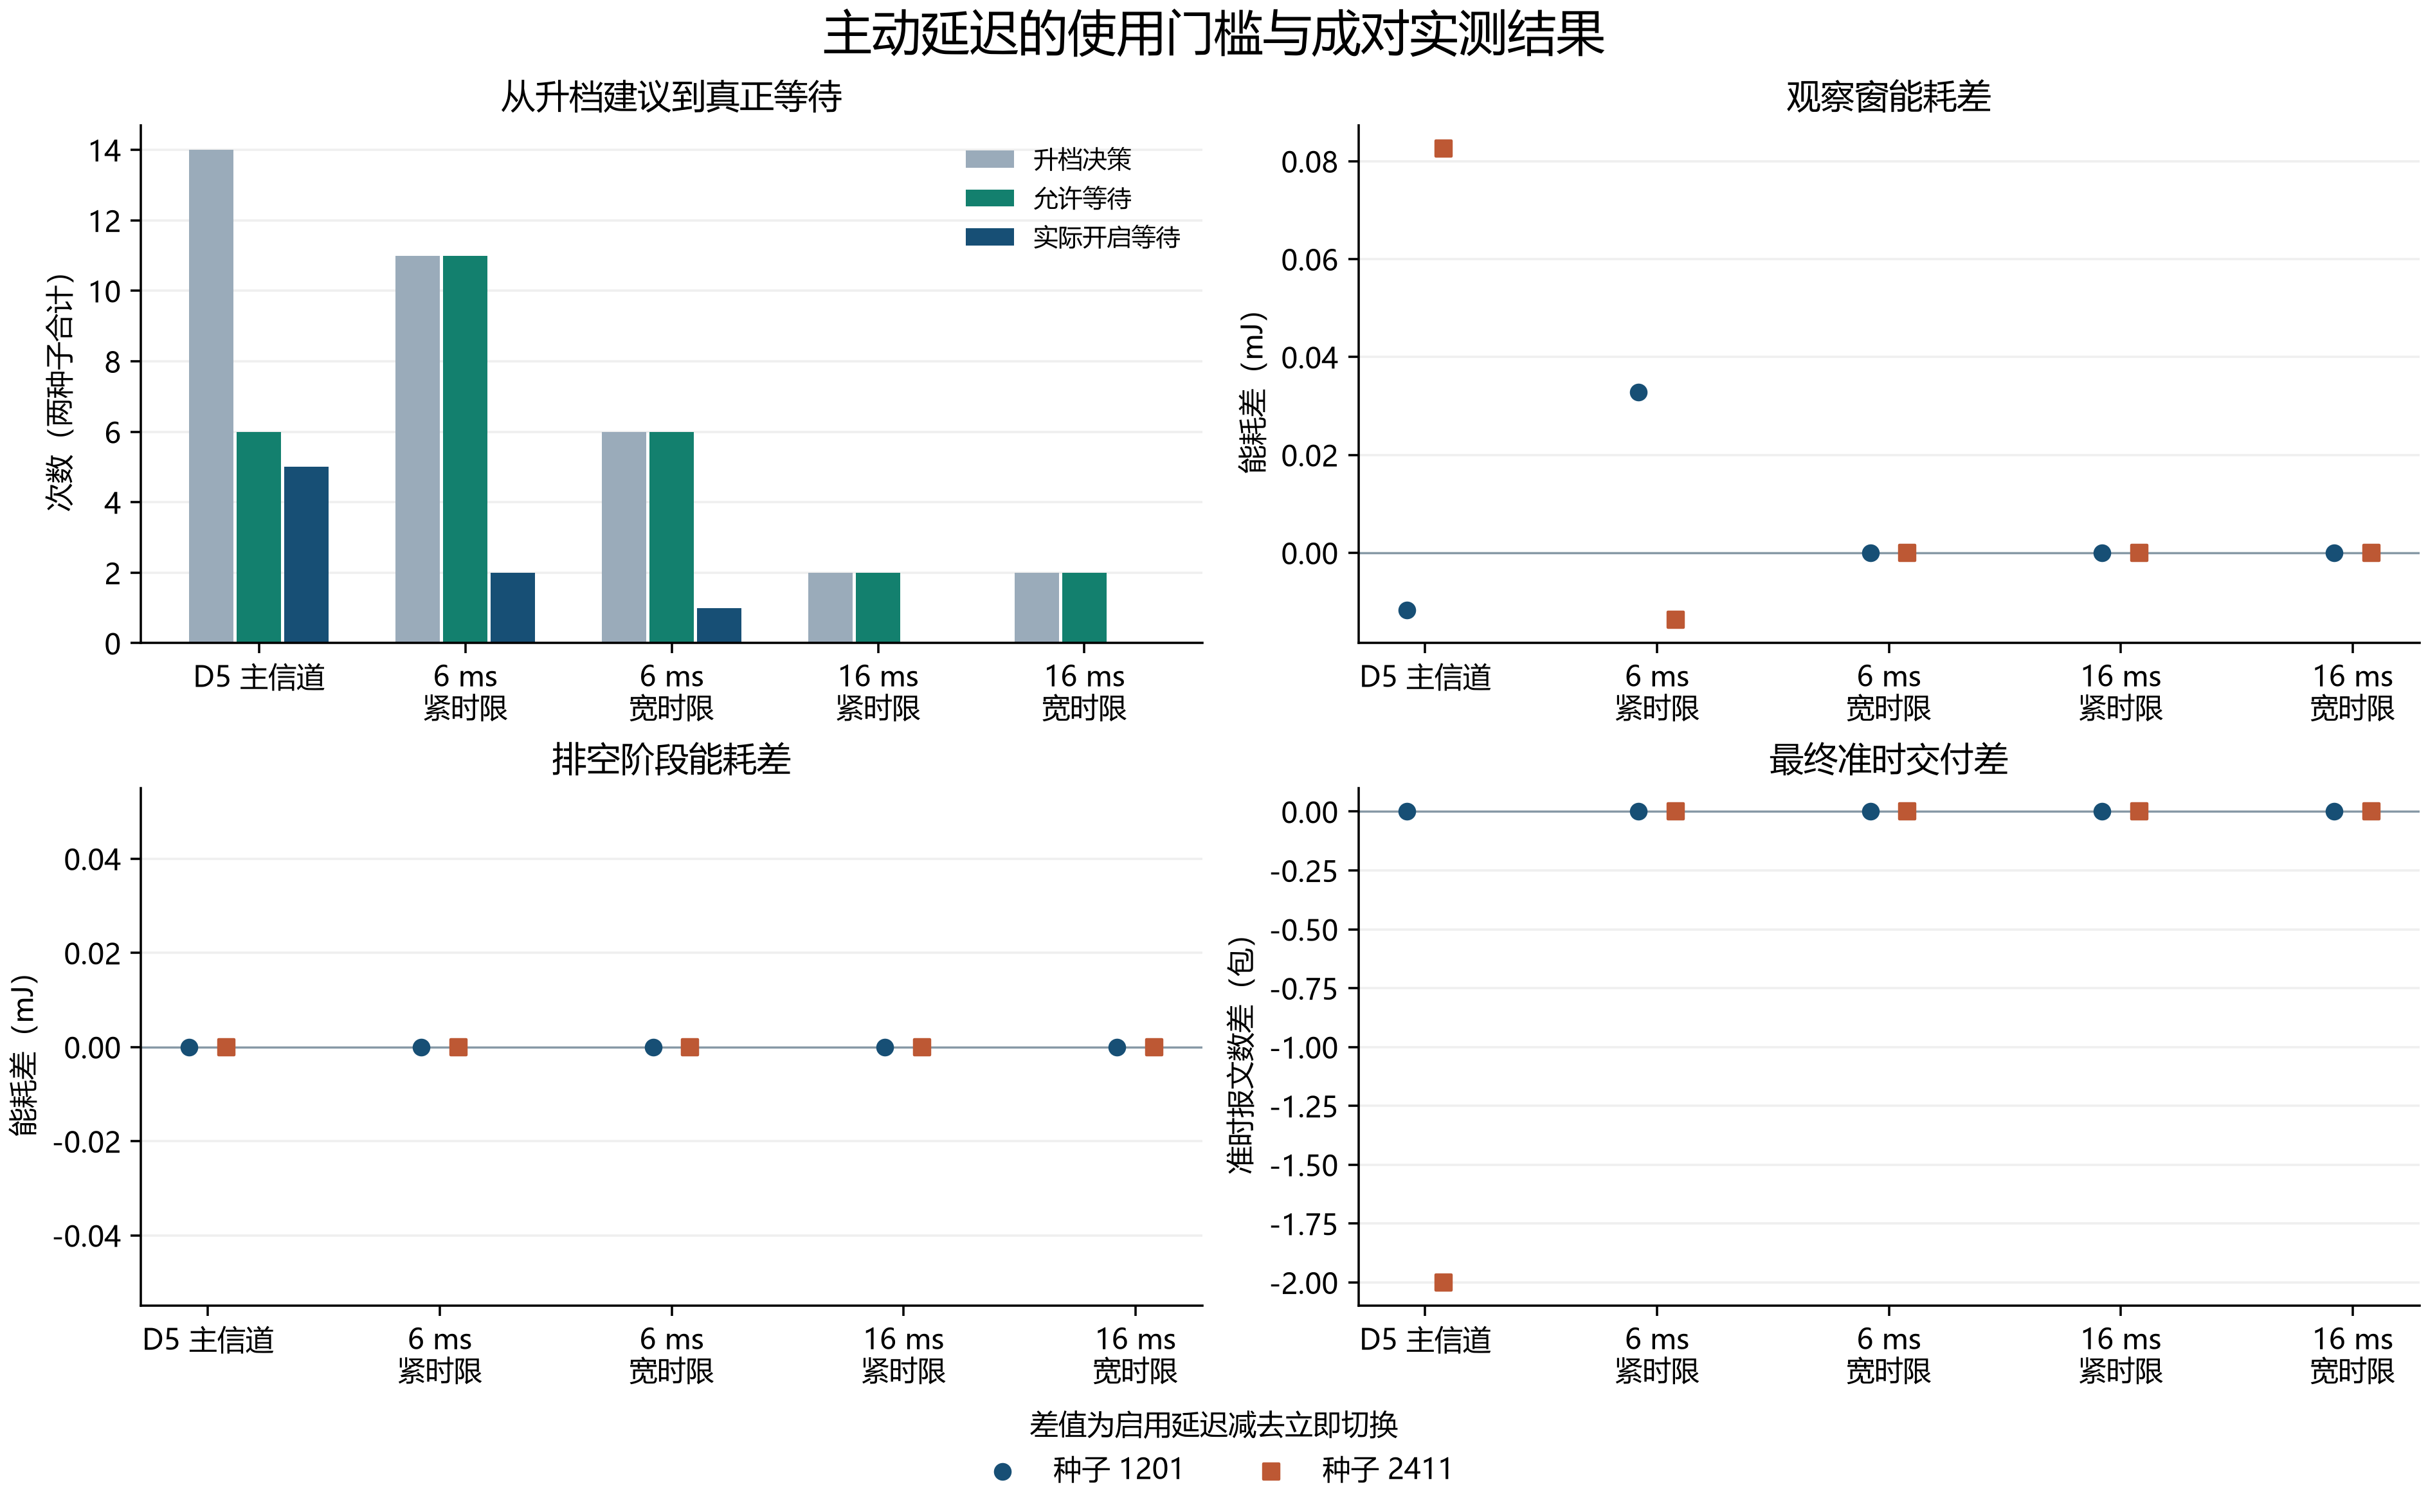 主动延迟的使用门槛与成对实测结果
从升档建议到真正等待
次数（两种子合计）
14
12
10
8
6
4
2
0
升档决策
允许等待
实际开启等待
D5 主信道
6 ms
紧时限
6 ms
宽时限
16 ms
紧时限
16 ms
宽时限
观察窗能耗差
能耗差（mJ）
0.08
0.06
0.04
0.02
0.00
D5 主信道
6 ms
紧时限
6 ms
宽时限
16 ms
紧时限
16 ms
宽时限
排空阶段能耗差
能耗差（mJ）
0.04
0.02
0.00
-0.02
-0.04
D5 主信道
6 ms
紧时限
6 ms
宽时限
16 ms
紧时限
16 ms
宽时限
最终准时交付差
准时报文数差（包）
0.00
-0.25
-0.50
-0.75
-1.00
-1.25
-1.50
-1.75
-2.00
D5 主信道
6 ms
紧时限
6 ms
宽时限
16 ms
紧时限
16 ms
宽时限
差值为启用延迟减去立即切换
种子 1201
种子 2411